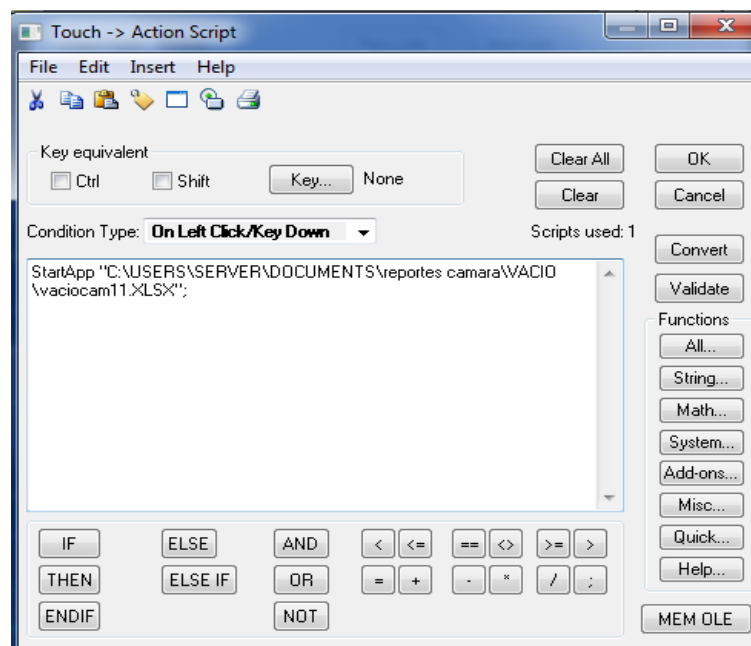 Touch -> Action Script
File Edit Insert Help
Key equivalent
Ctrl Shift Key... None
Clear All OK
Clear Cancel
Condition Type: On Left Click/Key Down Scripts used: 1
Convert
StartApp "C:\USERS\SERVER\DOCUMENTS\reportes camara\VACIO
\vaciocam11.XLSX";
Validate
Functions
All...
String...
Math...
System...
Add-ons...
Misc...
Quick...
Help...
IF ELSE AND < <= == <> >= >
THEN ELSE IF OR = + - * / ;
ENDIF NOT MEM OLE